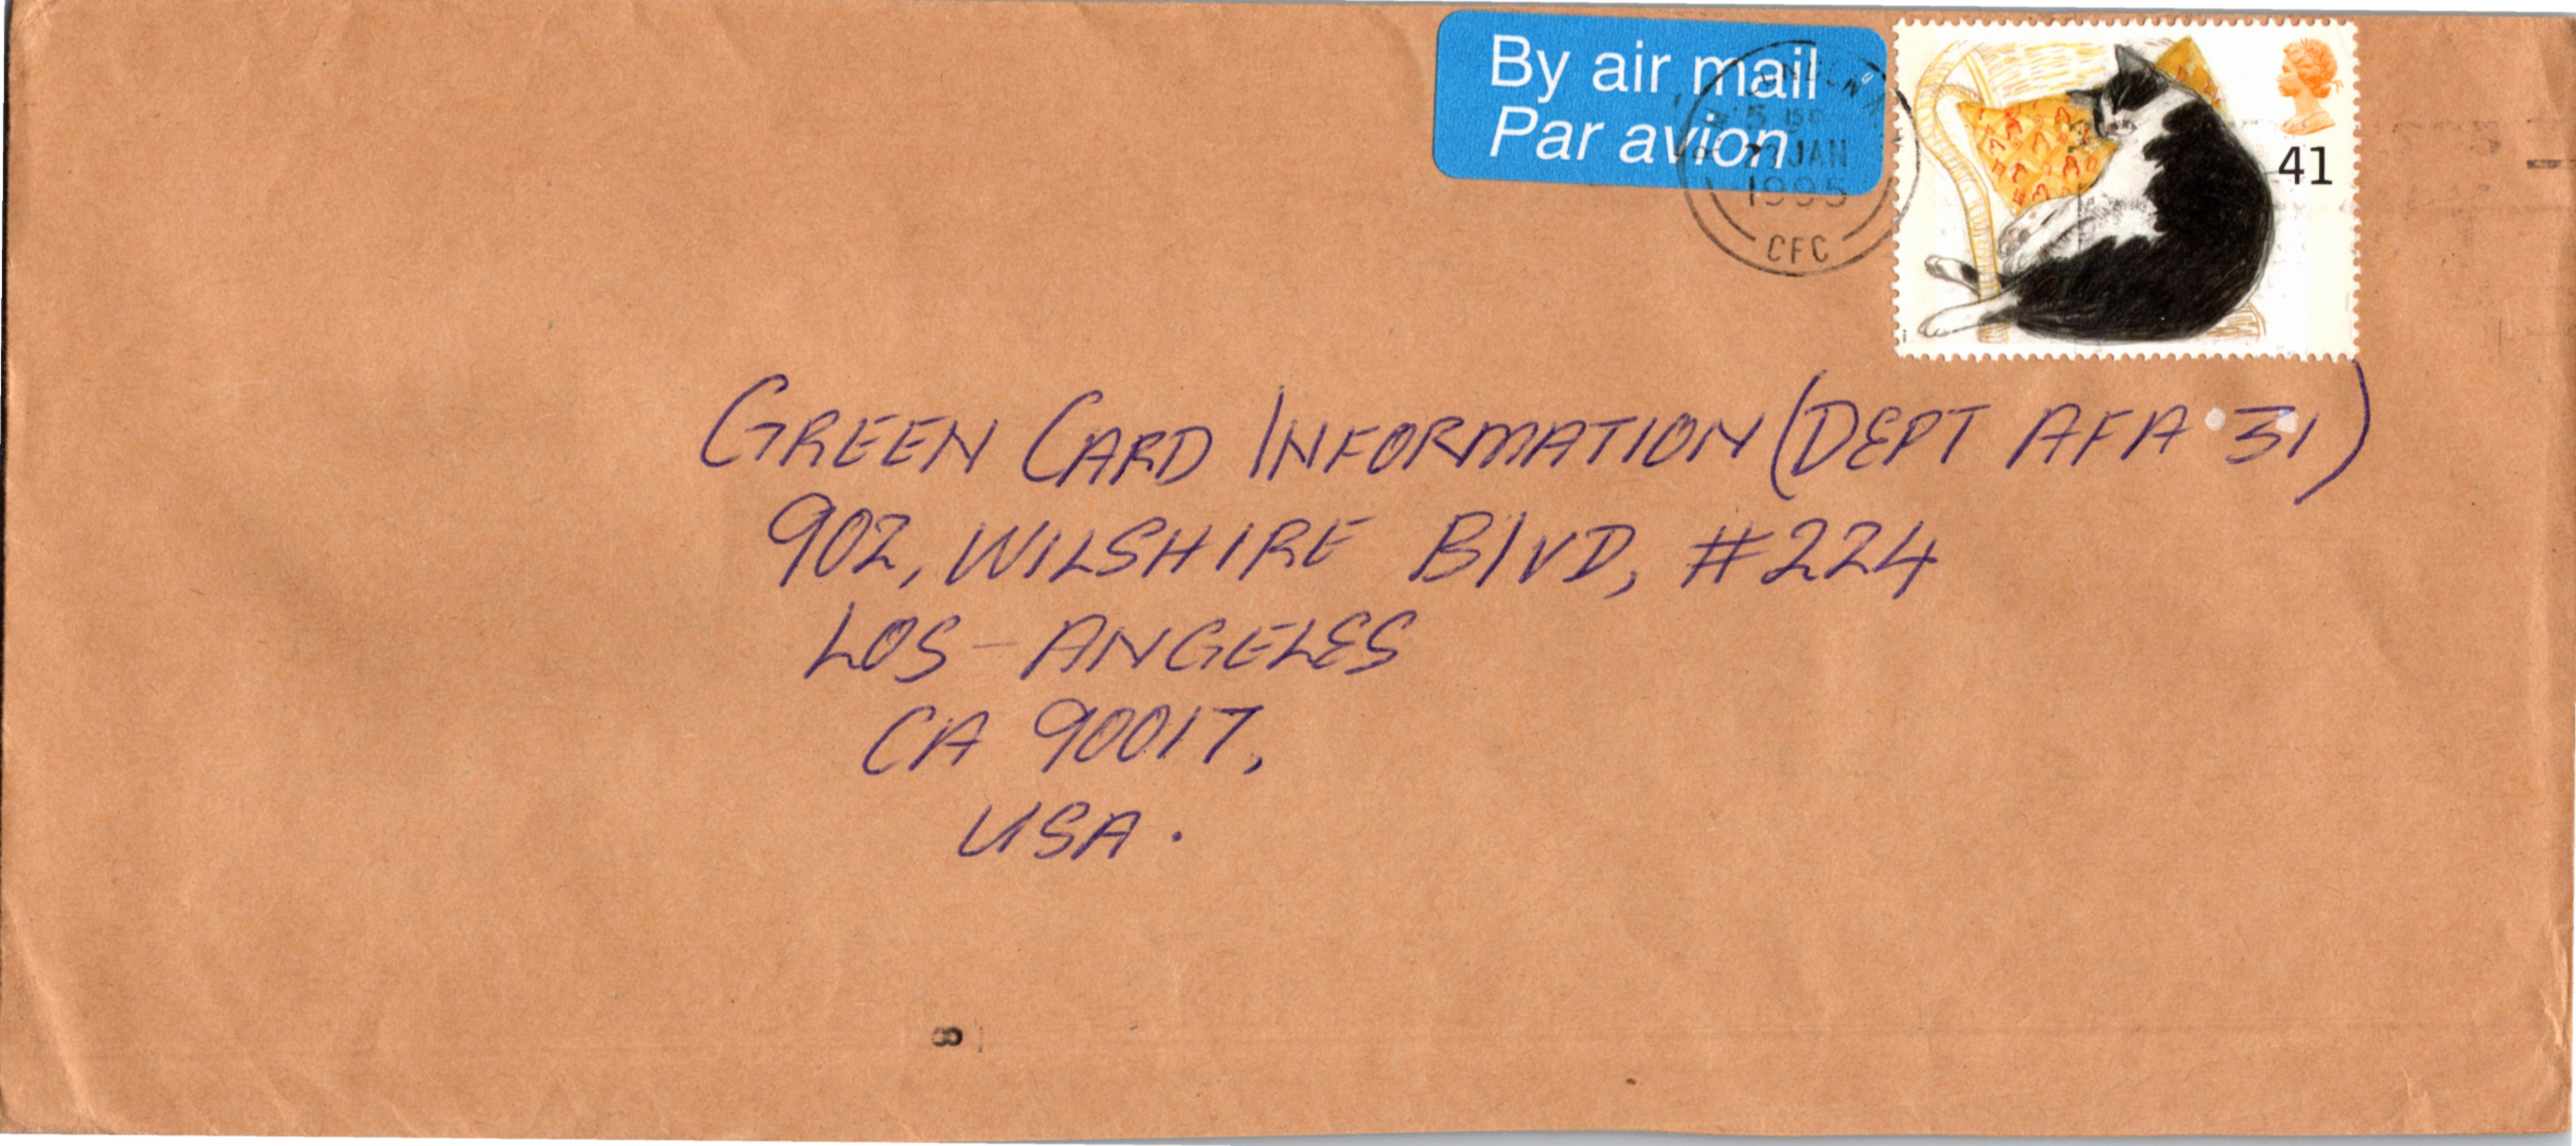 By air mail
Par avion
JAN
1995
CFC
41
GREEN CARD INFORMATION (DEPT AFA 31)
902, WILSHIRE BLVD, #224
LOS-ANGELES
CA 90017,
USA.
8